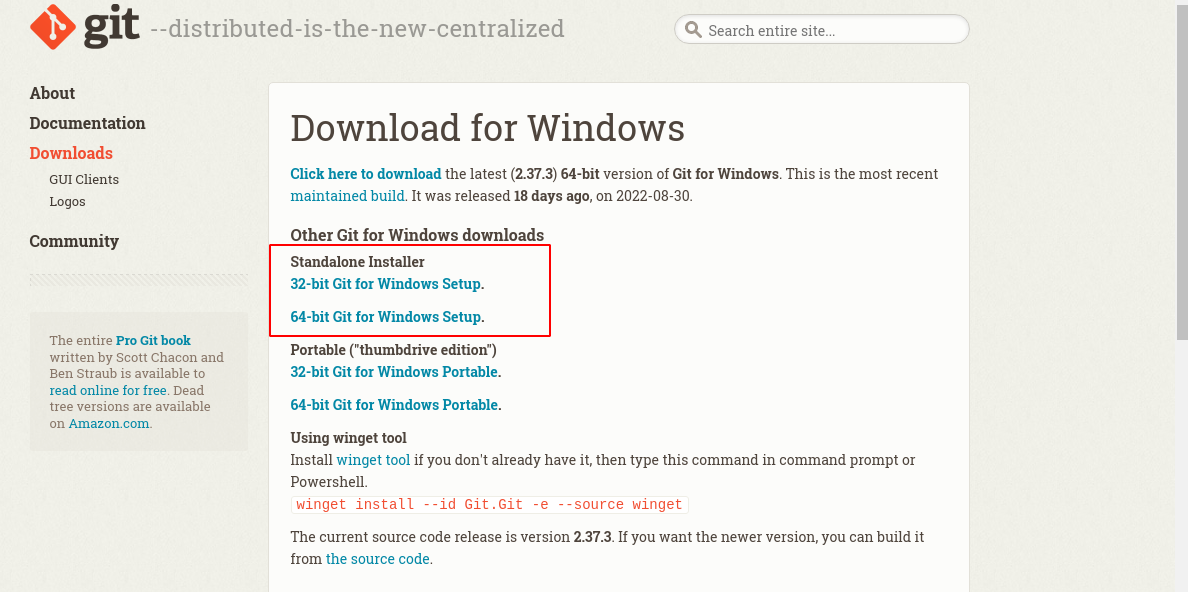 git --distributed-is-the-new-centralized
Search entire site...
About
Documentation
Downloads
GUI Clients
Logos
Community
The entire Pro Git book
written by Scott Chacon and
Ben Straub is available to
read online for free. Dead
tree versions are available
on Amazon.com.
Download for Windows
Click here to download the latest (2.37.3) 64-bit version of Git for Windows. This is the most recent
maintained build. It was released 18 days ago, on 2022-08-30.
Other Git for Windows downloads
Standalone Installer
32-bit Git for Windows Setup.
64-bit Git for Windows Setup.
Portable ("thumbdrive edition")
32-bit Git for Windows Portable.
64-bit Git for Windows Portable.
Using winget tool
Install winget tool if you don't already have it, then type this command in command prompt or
Powershell.
winget install --id Git.Git -e --source winget
The current source code release is version 2.37.3. If you want the newer version, you can build it
from the source code.